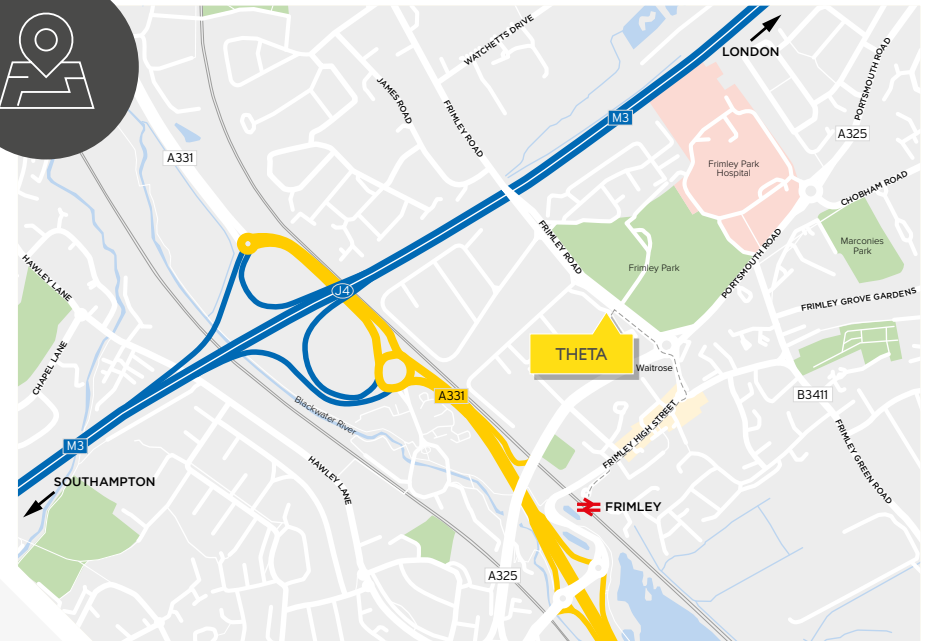 WATCHETTS DRIVE
LONDON
PORTSMOUTH ROAD
JAMES ROAD
FRIMLEY ROAD
M3
A325
A331
Frimley Park
Hospital
CHOBHAM ROAD
FRIMLEY ROAD
Marconies
Park
HAWLEY LANE
Frimley Park
PORTSMOUTH ROAD
J4
FRIMLEY GROVE GARDENS
CHAPEL LANE
THETA
Waitrose
A331
B3411
Blackwater River
FRIMLEY HIGH STREET
M3
HAWLEY LANE
FRIMLEY GREEN ROAD
SOUTHAMPTON
FRIMLEY
A325